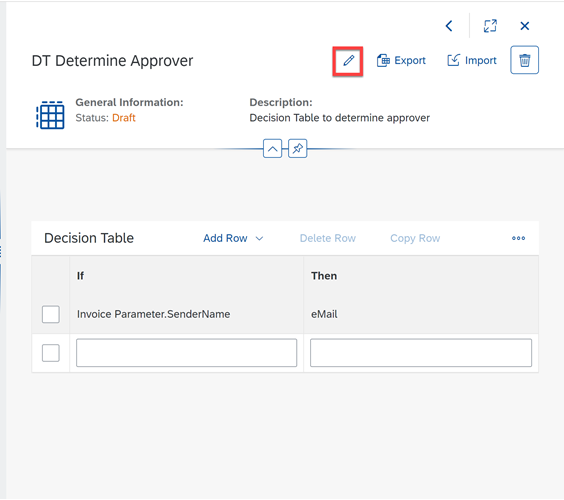 DT Determine Approver
Export
Import
General Information:
Status: Draft
Description:
Decision Table to determine approver
Decision Table
Add Row
Delete Row
Copy Row
If
Then
Invoice Parameter.SenderName
eMail